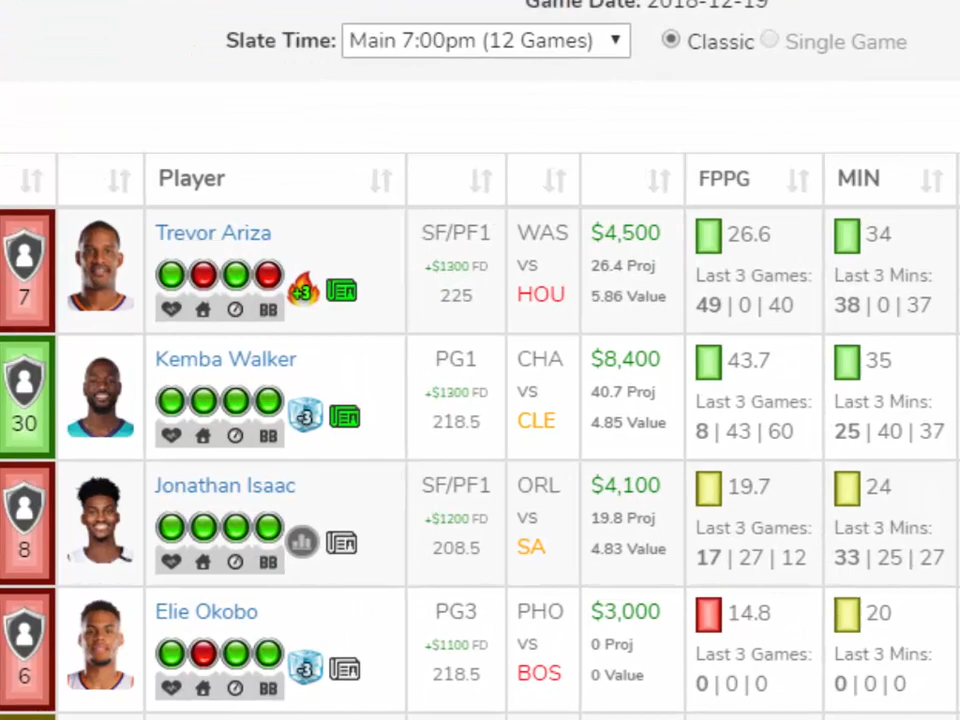 Game Date: 2018-12-19
Slate Time: Main 7:00pm (12 Games) Classic Single Game
Player FPPG MIN
7 Trevor Ariza SF/PF1 WAS $4,500 26.6 34
+3 +$1300 FD VS 26.4 Proj Last 3 Games: Last 3 Mins:
BB 225 HOU 5.86 Value 49 | 0 | 40 38 | 0 | 37
30 Kemba Walker PG1 CHA $8,400 43.7 35
-3 +$1300 FD VS 40.7 Proj Last 3 Games: Last 3 Mins:
BB 218.5 CLE 4.85 Value 8 | 43 | 60 25 | 40 | 37
8 Jonathan Isaac SF/PF1 ORL $4,100 19.7 24
+$1200 FD VS 19.8 Proj Last 3 Games: Last 3 Mins:
BB 208.5 SA 4.83 Value 17 | 27 | 12 33 | 25 | 27
6 Elie Okobo PG3 PHO $3,000 14.8 20
-3 +$1100 FD VS 0 Proj Last 3 Games: Last 3 Mins:
BB 218.5 BOS 0 Value 0 | 0 | 0 0 | 0 | 0